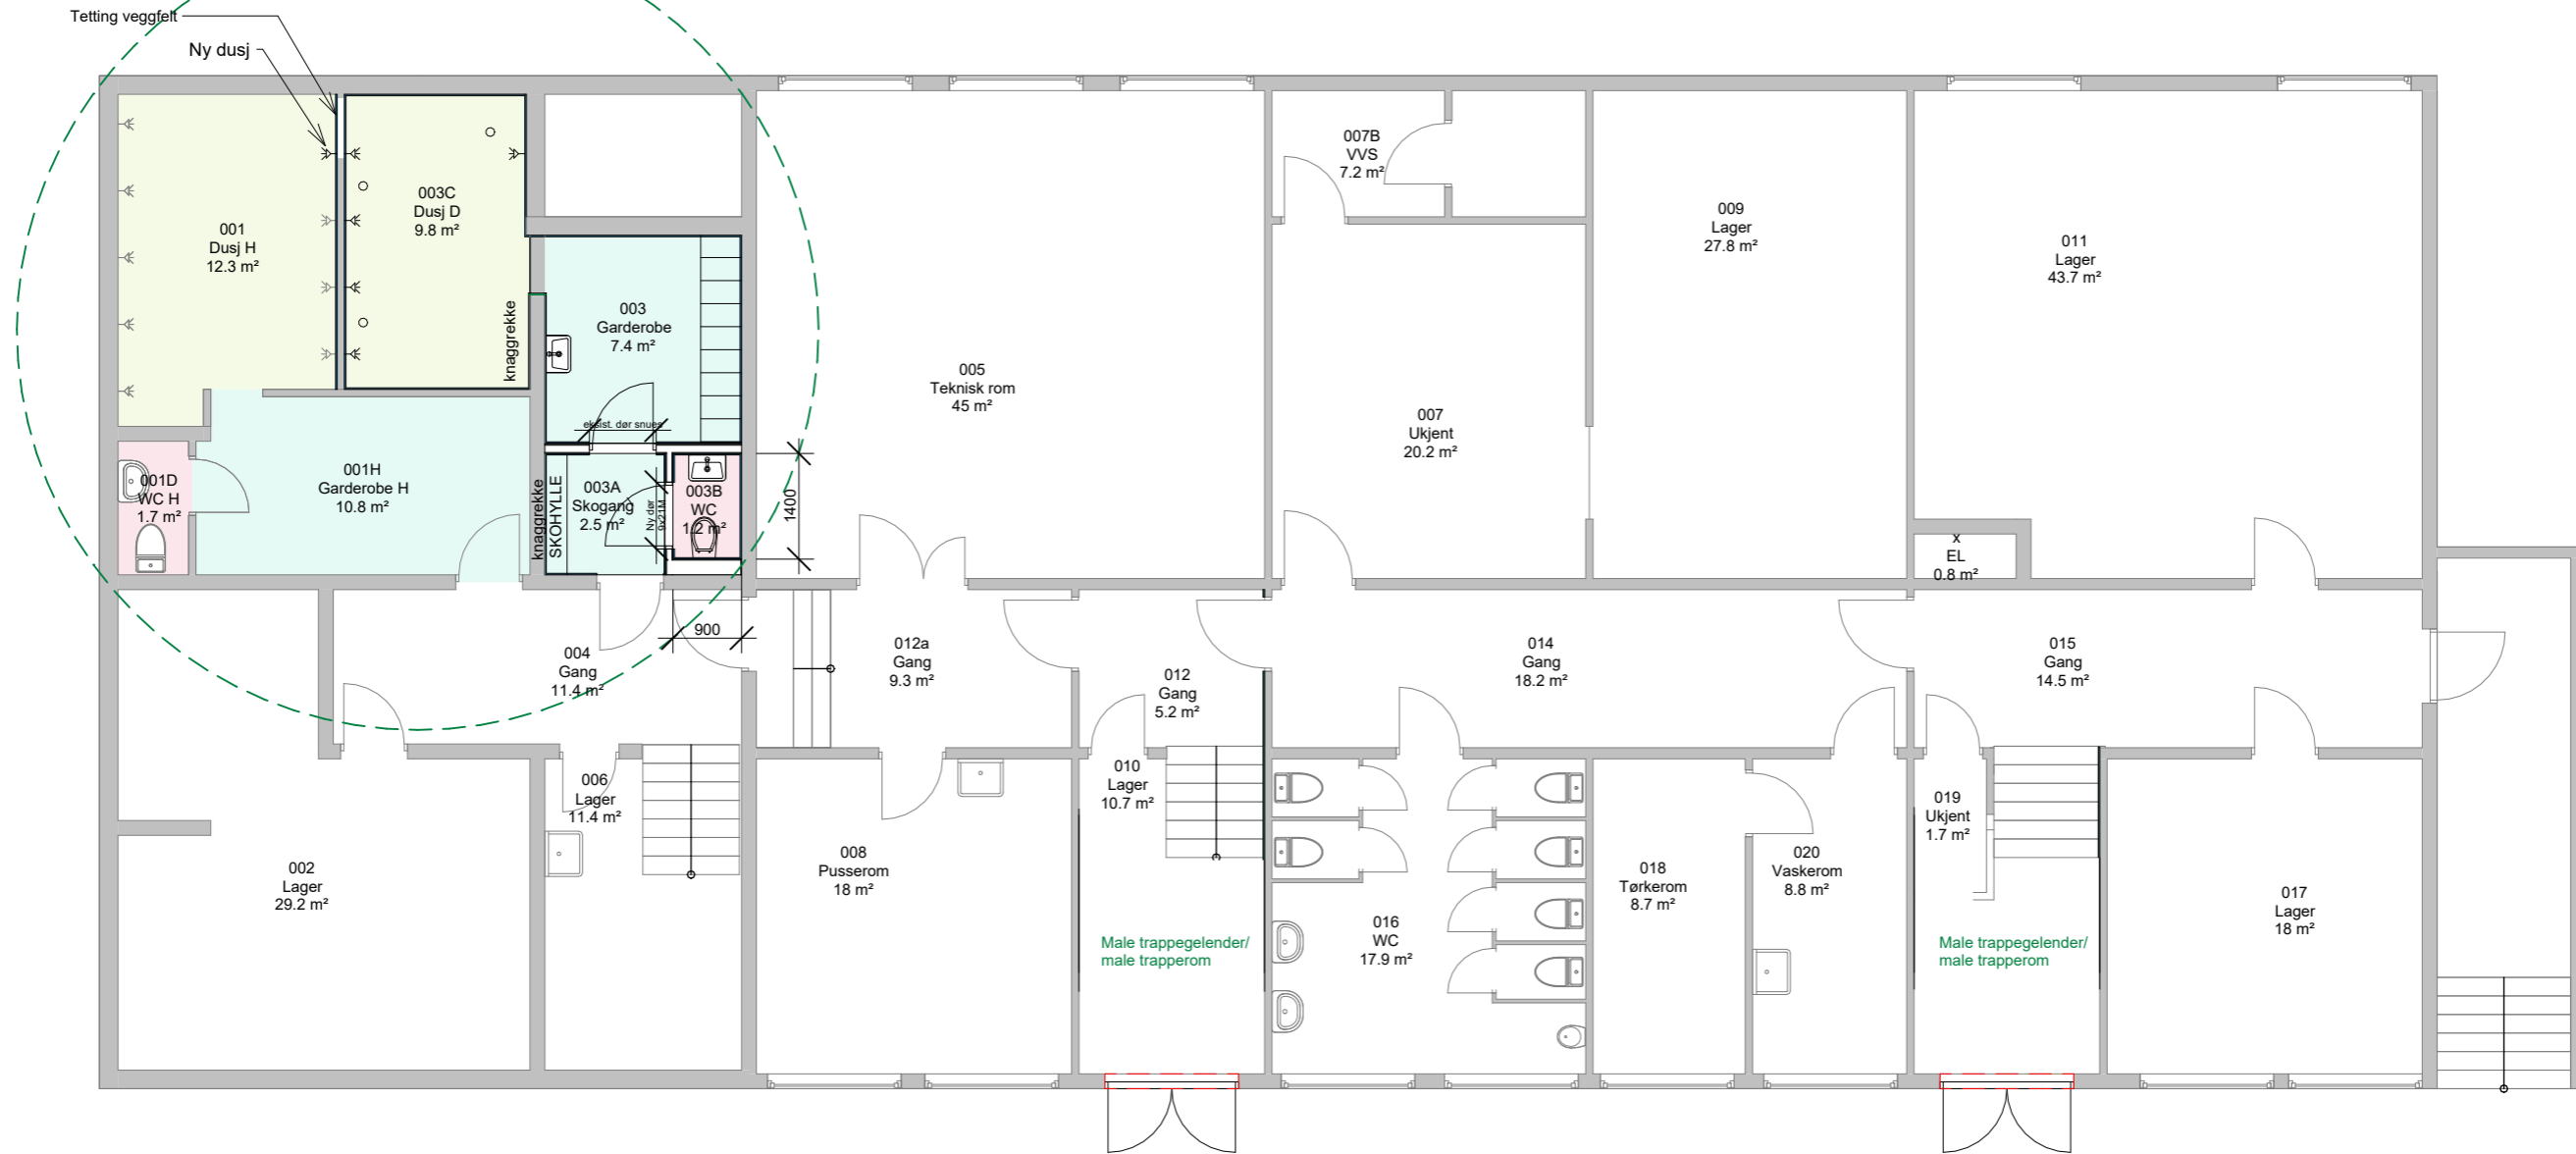 Tetting veggfelt
Ny dusj
001
Dusj H
12.3 m²
003C
Dusj D
9.8 m²
knaggrekke
003
Garderobe
7.4 m²
eksist. dør snues
001D
WC H
1.7 m²
001H
Garderobe H
10.8 m²
knaggrekke
SKOHYLLE
003A
Skogang
2.5 m²
Ny dør
9x21M
003B
WC
1.2 m²
1400
900
004
Gang
11.4 m²
005
Teknisk rom
45 m²
007B
VVS
7.2 m²
007
Ukjent
20.2 m²
009
Lager
27.8 m²
011
Lager
43.7 m²
x
EL
0.8 m²
012a
Gang
9.3 m²
012
Gang
5.2 m²
014
Gang
18.2 m²
015
Gang
14.5 m²
002
Lager
29.2 m²
006
Lager
11.4 m²
008
Pusserom
18 m²
010
Lager
10.7 m²
Male trappegelender/
male trapperom
016
WC
17.9 m²
018
Tørkerom
8.7 m²
020
Vaskerom
8.8 m²
019
Ukjent
1.7 m²
Male trappegelender/
male trapperom
017
Lager
18 m²